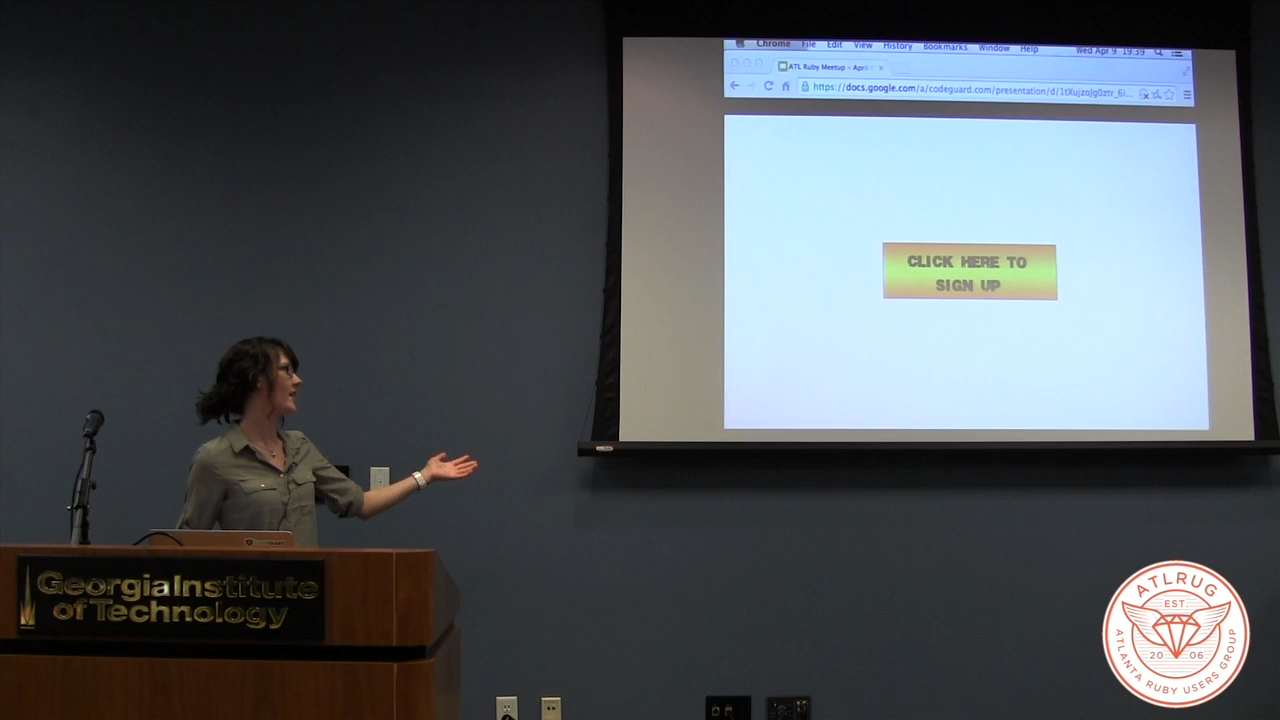 Chrome File Edit View History Bookmarks Window Help Wed Apr 9 19:39
ATL Ruby Meetup – April
https://docs.google.com/a/codeguard.com/presentation/d/1tXujzoJg0ztr_6i...
CLICK HERE TO
SIGN UP
Georgia Institute
of Technology
ATLRUG
EST.
20 06
ATLANTA RUBY USERS GROUP